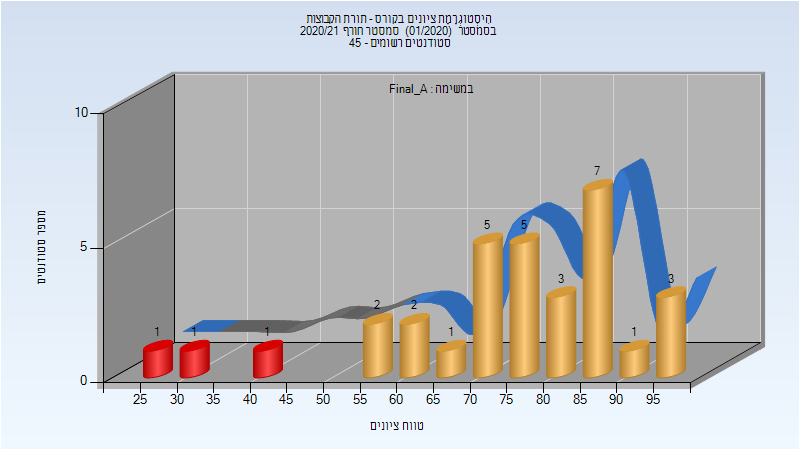 היסטוגרמת ציונים בקורס - תורת הקבוצות
בסמסטר (01/2020) סמסטר חורף 2020/21
סטודנטים רשומים - 45
במשימה : Final_A
מספר סטודנטים
10
5
0
1
1
1
2
2
1
5
5
3
7
1
3
25 30 35 40 45 50 55 60 65 70 75 80 85 90 95
טווח ציונים